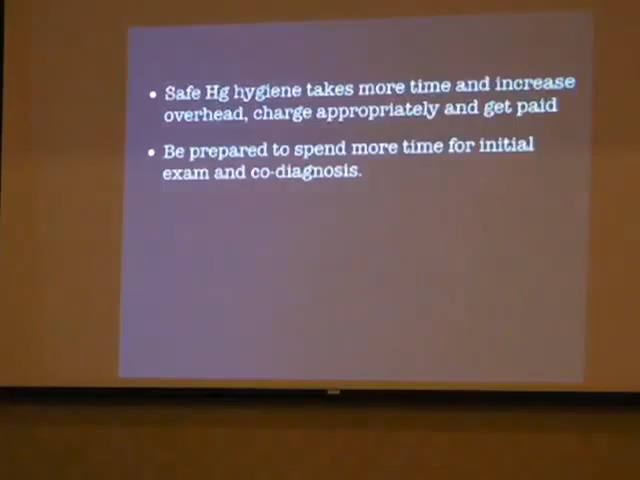 • Safe Hg hygiene takes more time and increase
overhead, charge appropriately and get paid
• Be prepared to spend more time for initial
exam and co-diagnosis.